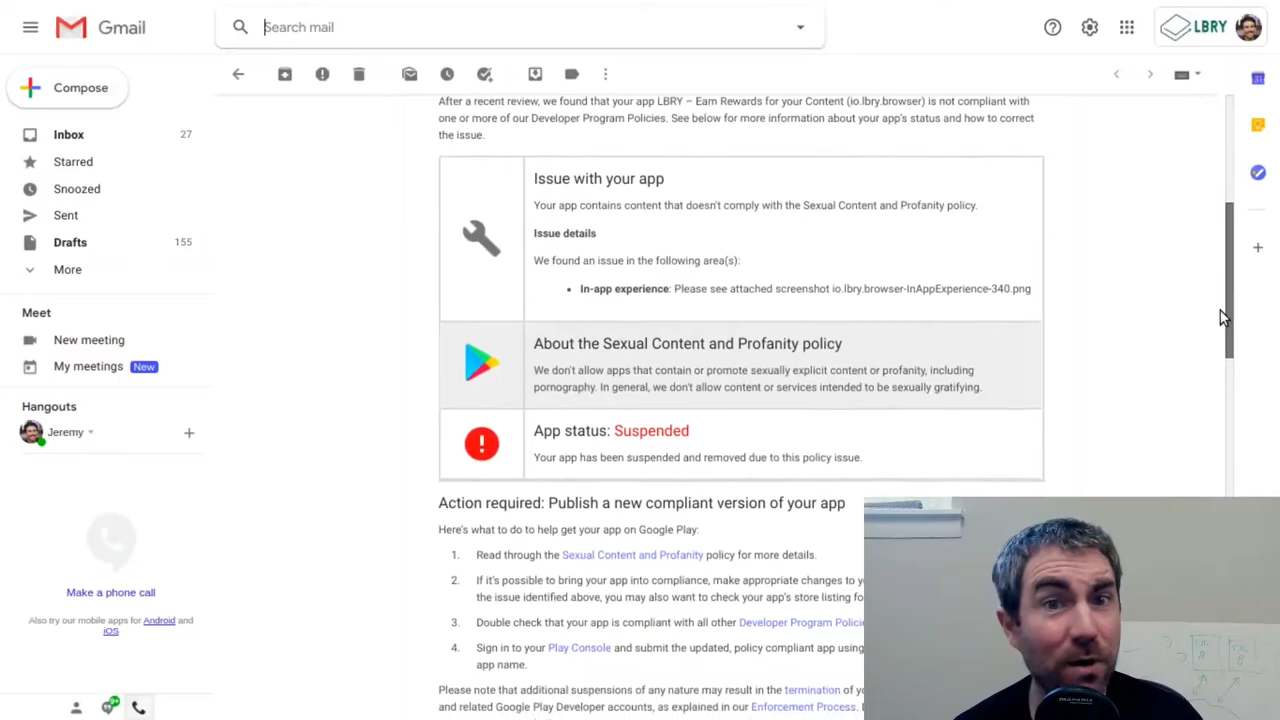 Gmail
Search mail
LBRY
Compose
Inbox 27
Starred
Snoozed
Sent
Drafts 155
More
Meet
New meeting
My meetings New
Hangouts
Jeremy
Make a phone call
Also try our mobile apps for Android and
iOS
After a recent review, we found that your app LBRY – Earn Rewards for your Content (io.lbry.browser) is not compliant with
one or more of our Developer Program Policies. See below for more information about your app's status and how to correct
the issue.
Issue with your app
Your app contains content that doesn't comply with the Sexual Content and Profanity policy.
Issue details
We found an issue in the following area(s):
• In-app experience: Please see attached screenshot io.lbry.browser-InAppExperience-340.png
About the Sexual Content and Profanity policy
We don't allow apps that contain or promote sexually explicit content or profanity, including
pornography. In general, we don't allow content or services intended to be sexually gratifying.
App status: Suspended
Your app has been suspended and removed due to this policy issue.
Action required: Publish a new compliant version of your app
Here's what to do to help get your app on Google Play:
1. Read through the Sexual Content and Profanity policy for more details.
2. If it's possible to bring your app into compliance, make appropriate changes to
the issue identified above, you may also want to check your app's store listing
3. Double check that your app is compliant with all other Developer Program
4. Sign in to your Play Console and submit the updated, policy compliant app using
app name.
Please note that additional suspensions of any nature may result in the termination of
and related Google Play Developer accounts, as explained in our Enforcement Process.